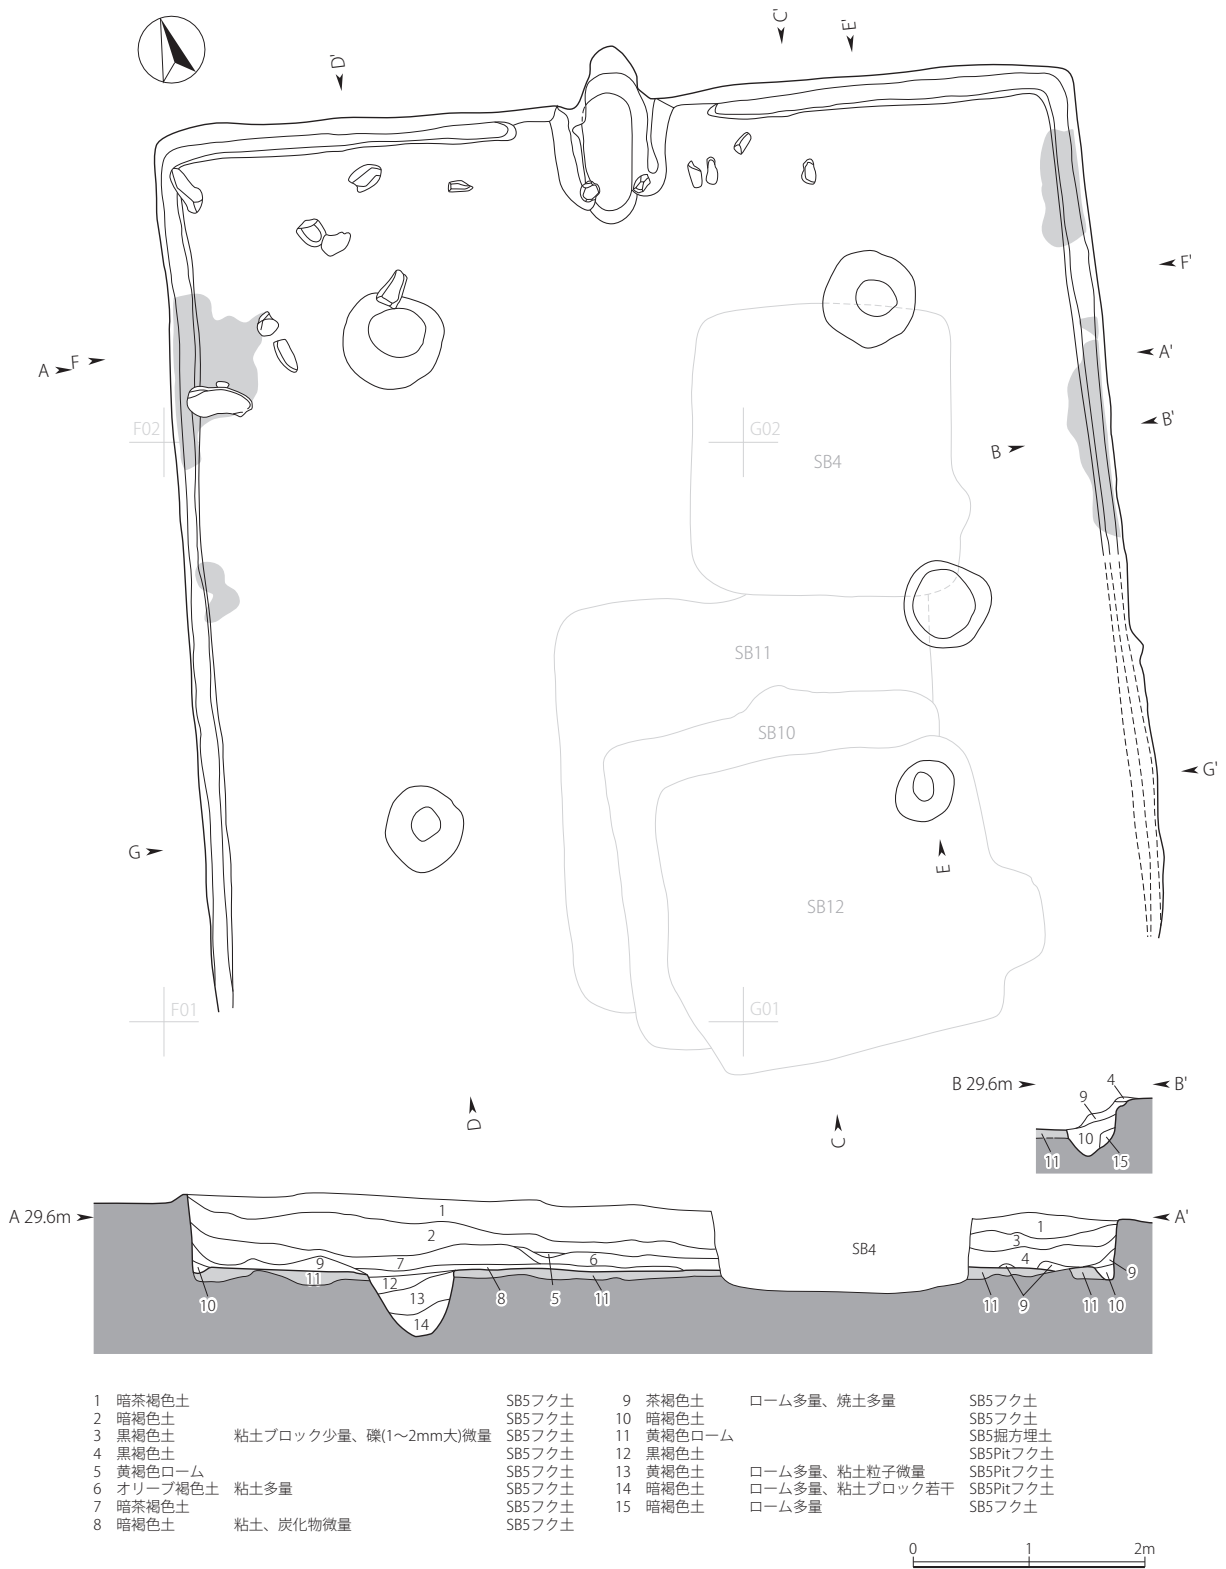 C'
E'
D'
F'
A F
A'
B'
F02
G02
B
SB4
SB11
SB10
G'
G
E
SB12
F01
G01
B 29.6m
4
B'
9
10
11
15
D
C
A 29.6m
1
2
9
7
6
11
12
13
14
10
8
5
11
SB4
1
3
4
9
11
9
11
10
A'
1 暗茶褐色土 SB5フク土
2 暗褐色土 SB5フク土
3 黒褐色土 粘土ブロック少量、礫(1〜2mm大)微量 SB5フク土
4 黒褐色土 SB5フク土
5 黄褐色ローム SB5フク土
6 オリーブ褐色土 粘土多量 SB5フク土
7 暗茶褐色土 SB5フク土
8 暗褐色土 粘土、炭化物微量 SB5フク土
9 茶褐色土 ローム多量、焼土多量 SB5フク土
10 暗褐色土 SB5フク土
11 黄褐色ローム SB5掘方埋土
12 黒褐色土 SB5Pitフク土
13 黄褐色土 ローム多量、粘土粒子微量 SB5Pitフク土
14 暗褐色土 ローム多量、粘土ブロック若干 SB5Pitフク土
15 暗褐色土 ローム多量 SB5フク土
0 1 2m